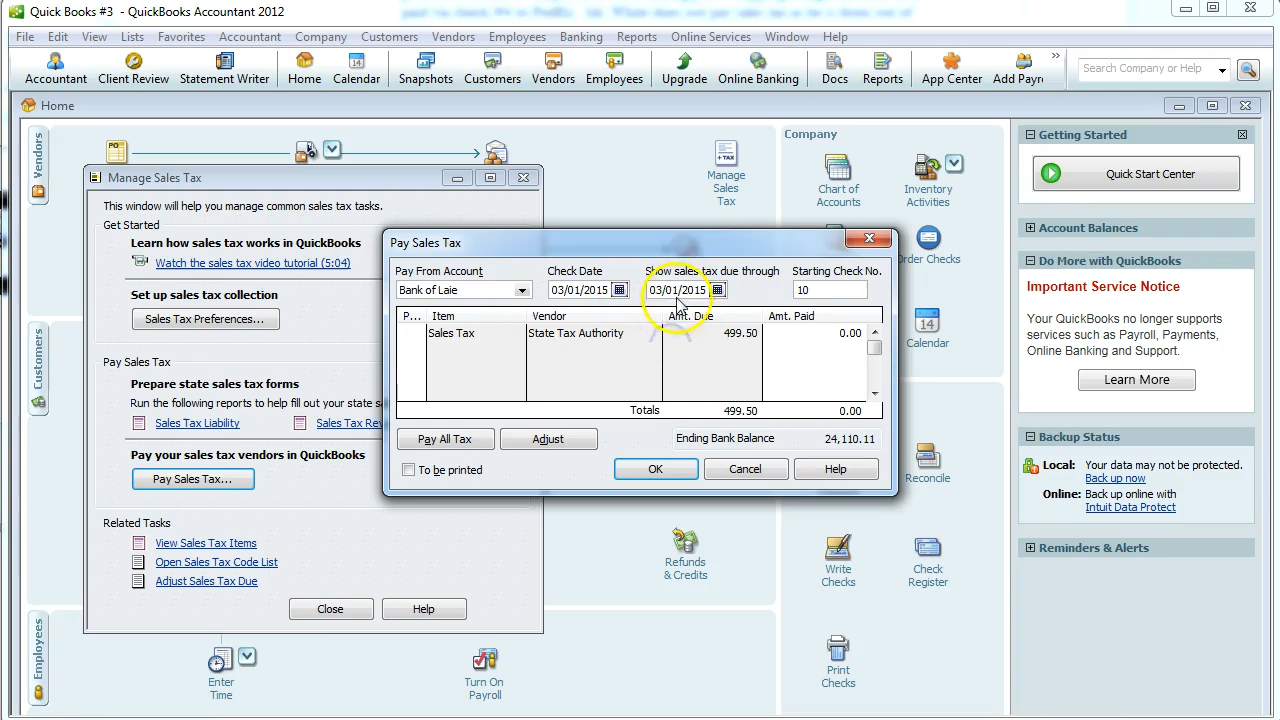 Quick Books #3 - QuickBooks Accountant 2012
File Edit View Lists Favorites Accountant Company Customers Vendors Employees Banking Reports Online Services Window Help
Accountant Client Review Statement Writer Home Calendar Snapshots Customers Vendors Employees Upgrade Online Banking Docs Reports App Center Add Payr
Search Company or Help
Home
Vendors
Customers
Employees
PO
+ TAX
Manage
Sales
Tax
Manage Sales Tax
This window will help you manage common sales tax tasks.
Get Started
Learn how sales tax works in QuickBooks
Watch the sales tax video tutorial (5:04)
Set up sales tax collection
Sales Tax Preferences...
Pay Sales Tax
Prepare state sales tax forms
Run the following reports to help fill out your state s
Sales Tax Liability Sales Tax Rev
Pay your sales tax vendors in QuickBooks
Pay Sales Tax...
Related Tasks
View Sales Tax Items
Open Sales Tax Code List
Adjust Sales Tax Due
Close Help
Pay Sales Tax
Pay From Account Check Date Show sales tax due through Starting Check No.
Bank of Laie 03/01/2015 03/01/2015 10
P... Item Vendor Amt. Due Amt. Paid
Sales Tax State Tax Authority 499.50 0.00
Totals 499.50 0.00
Pay All Tax Adjust Ending Bank Balance 24,110.11
To be printed OK Cancel Help
Refunds
& Credits
Enter
Time
Turn On
Payroll
Company
Chart of
Accounts
Inventory
Activities
Order Checks
14
Calendar
Reconcile
Write
Checks
Check
Register
Print
Checks
Getting Started
Quick Start Center
Account Balances
Do More with QuickBooks
Important Service Notice
Your QuickBooks no longer supports
services such as Payroll, Payments,
Online Banking and Support.
Learn More
Backup Status
Local: Your data may not be protected.
Back up now
Online: Back up online with
Intuit Data Protect
Reminders & Alerts